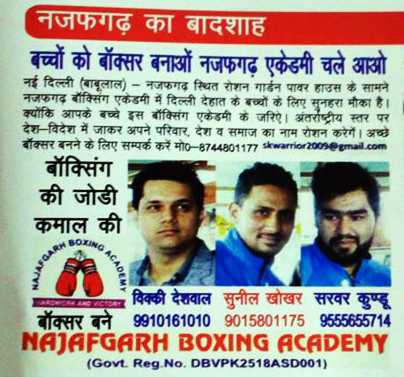 नजफगढ़ का बादशाह
बच्चों को बॉक्सर बनाओं नजफगढ़ एकेडमी चले आओ
नई दिल्ली (बाबूलाल) – नजफगढ़ स्थित रोशन गार्डन पावर हाउस के सामने
नजफगढ़ बॉक्सिंग एकेडमी में दिल्ली देहात के बच्चों के लिए सुनहरा मौका है।
क्योंकि आपके बच्चे इस बॉक्सिंग एकेडमी के जरिए। अंतर्राष्ट्रीय स्तर पर
देश–विदेश में जाकर अपने परिवार, देश व समाज का नाम रोशन करेगें। अच्छे
बॉक्सर बनने के लिए सम्पर्क करें मो०–8744801177 skwarrior2009@gmail.com
बॉक्सिंग
की जोडी
कमाल की
NAJAFGARH BOXING ACADEMY
HARDWORK AND VICTORY
बॉक्सर बने
विक्की देशवाल सुनील खोखर सरवर कुण्डू
9910161010 9015801175 9555655714
NAJAFGARH BOXING ACADEMY
(Govt. Reg.No. DBVPK2518ASD001)